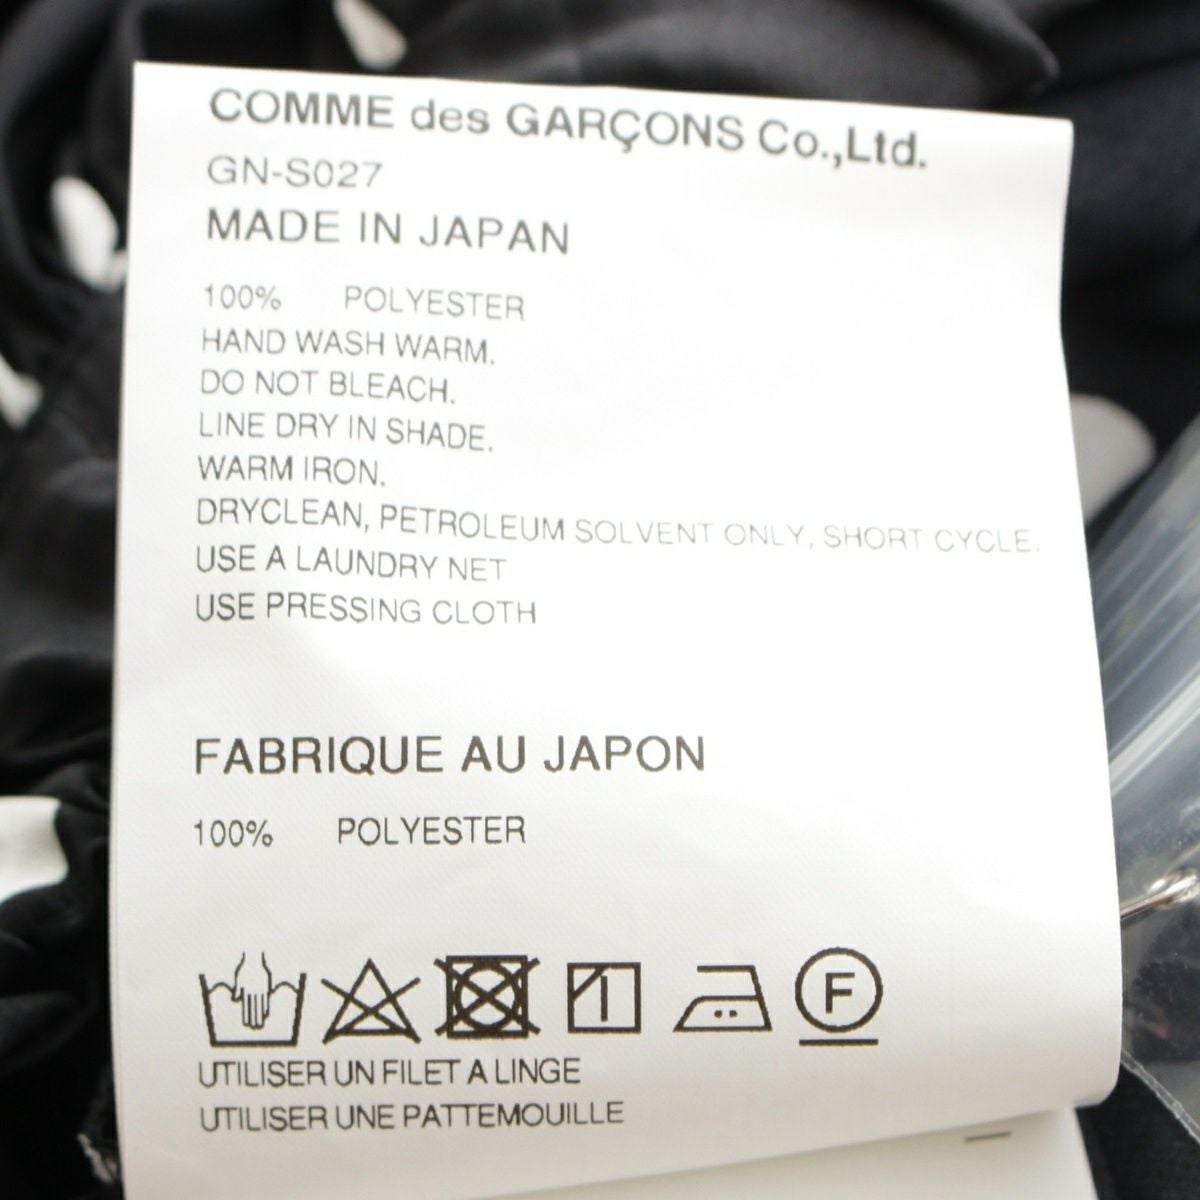 COMME des GARÇONS Co.,Ltd.
GN-S027
MADE IN JAPAN
100% POLYESTER
HAND WASH WARM.
DO NOT BLEACH.
LINE DRY IN SHADE.
WARM IRON.
DRYCLEAN, PETROLEUM SOLVENT ONLY, SHORT CYCLE.
USE A LAUNDRY NET
USE PRESSING CLOTH
FABRIQUE AU JAPON
100% POLYESTER
F
UTILISER UN FILET A LINGE
UTILISER UNE PATTEMOUILLE